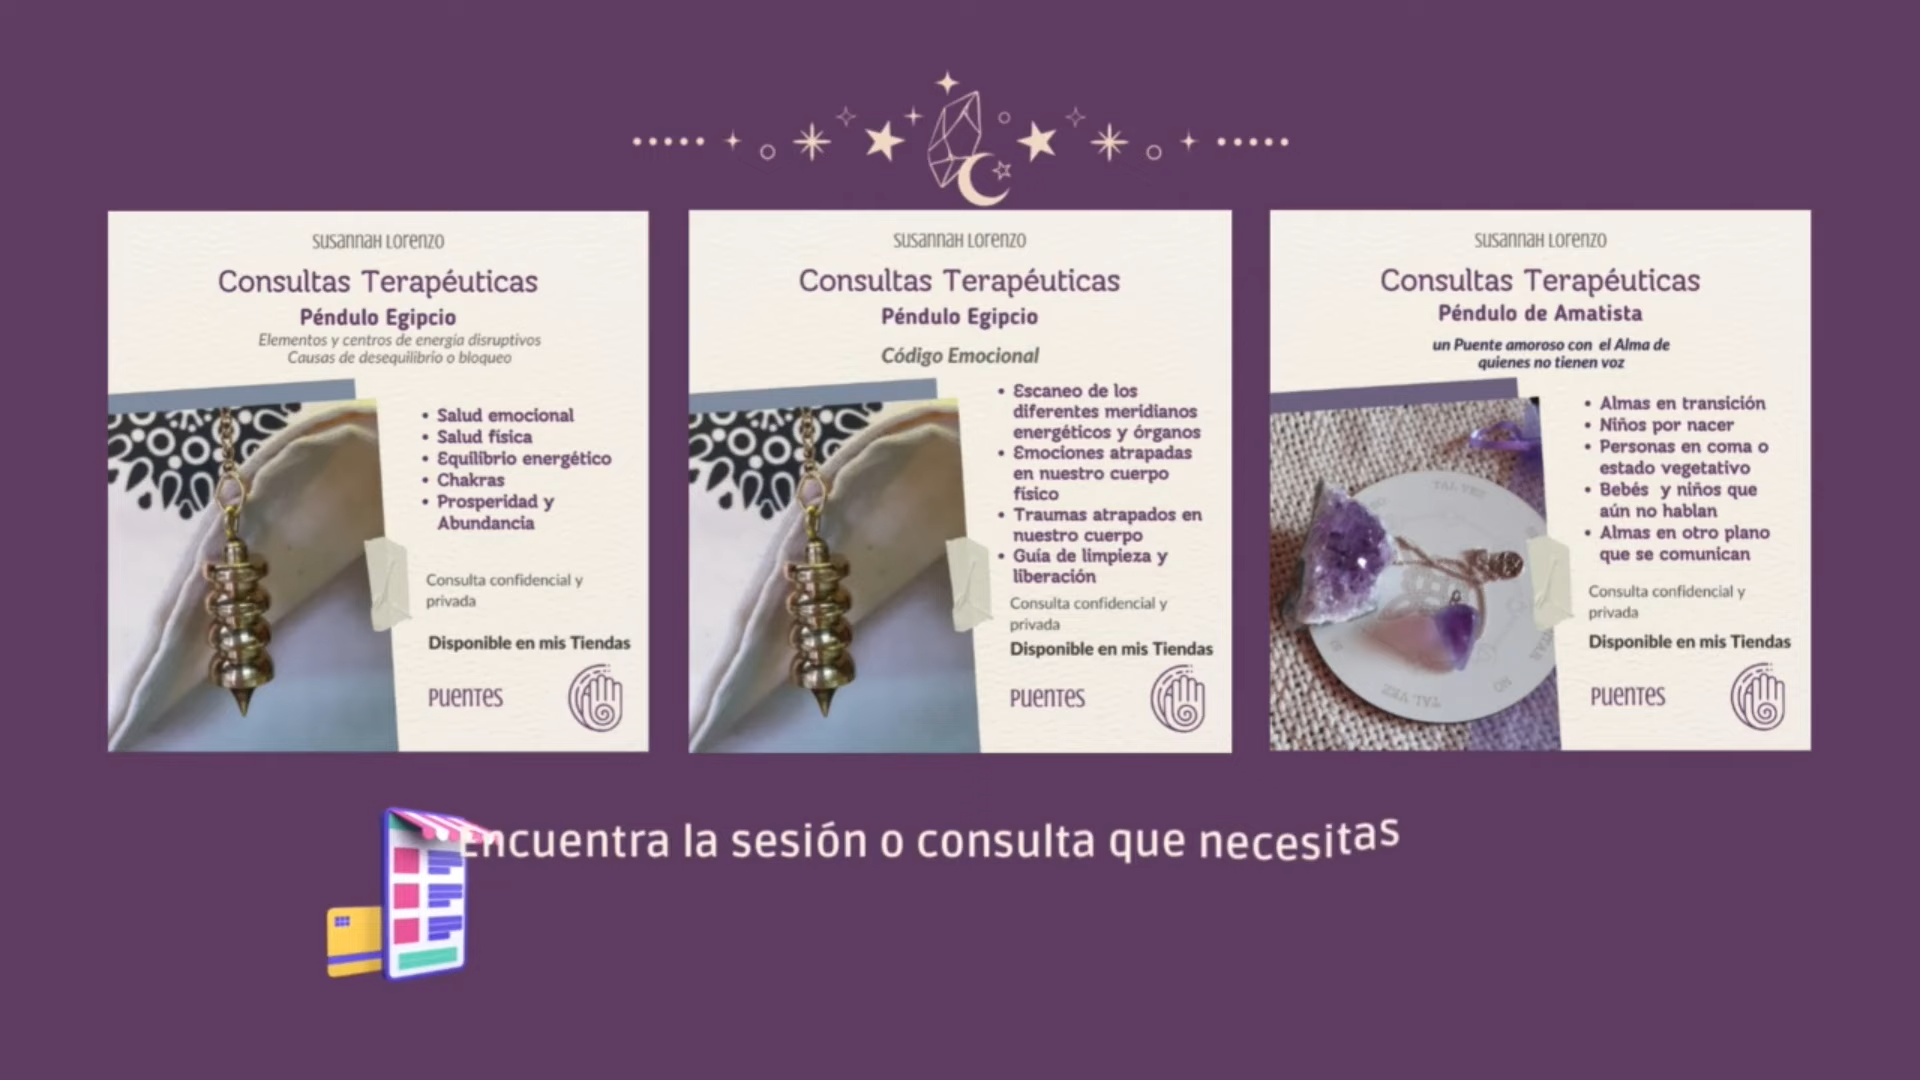 Susannah Lorenzo
Consultas Terapéuticas
Péndulo Egipcio
Elementos y centros de energía disruptivos
Causas de desequilibrio o bloqueo
• Salud emocional
• Salud física
• Equilibrio energético
• Chakras
• Prosperidad y
Abundancia
Consulta confidencial y
privada
Disponible en mis Tiendas
Puentes
Susannah Lorenzo
Consultas Terapéuticas
Péndulo Egipcio
Código Emocional
• Escaneo de los
diferentes meridianos
energéticos y órganos
• Emociones atrapadas
en nuestro cuerpo
físico
• Traumas atrapados en
nuestro cuerpo
• Guía de limpieza y
liberación
Consulta confidencial y
privada
Disponible en mis Tiendas
Puentes
Susannah Lorenzo
Consultas Terapéuticas
Péndulo de Amatista
un Puente amoroso con el Alma de
quienes no tienen voz
• Almas en transición
• Niños por nacer
• Personas en coma o
estado vegetativo
• Bebés y niños que
aún no hablan
• Almas en otro plano
que se comunican
TAL VEZ
NO
TAL VEZ
Consulta confidencial y
privada
Disponible en mis Tiendas
Puentes
Encuentra la sesión o consulta que necesitas